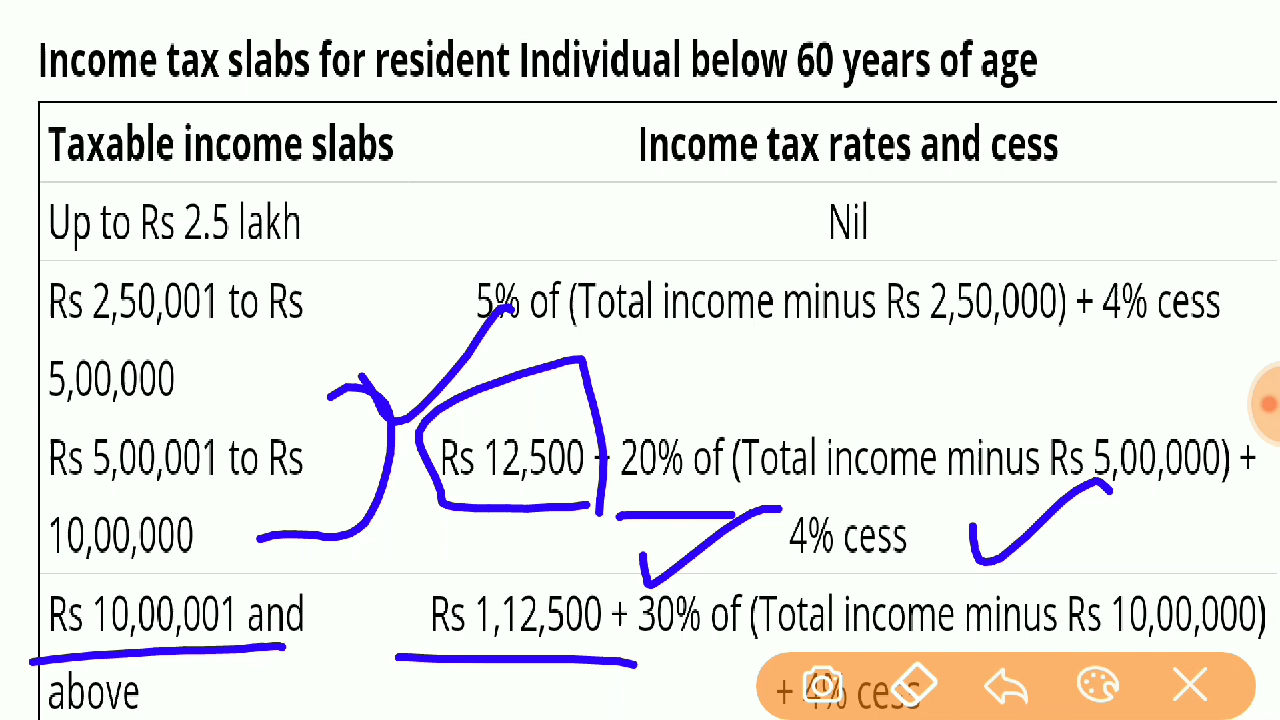 Income tax slabs for resident Individual below 60 years of age
Taxable income slabs Income tax rates and cess
Up to Rs 2.5 lakh Nil
Rs 2,50,001 to Rs 5% of (Total income minus Rs 2,50,000) + 4% cess
5,00,000
Rs 5,00,001 to Rs Rs 12,500 + 20% of (Total income minus Rs 5,00,000) +
10,00,000 4% cess
Rs 10,00,001 and Rs 1,12,500 + 30% of (Total income minus Rs 10,00,000)
above + 4% cess